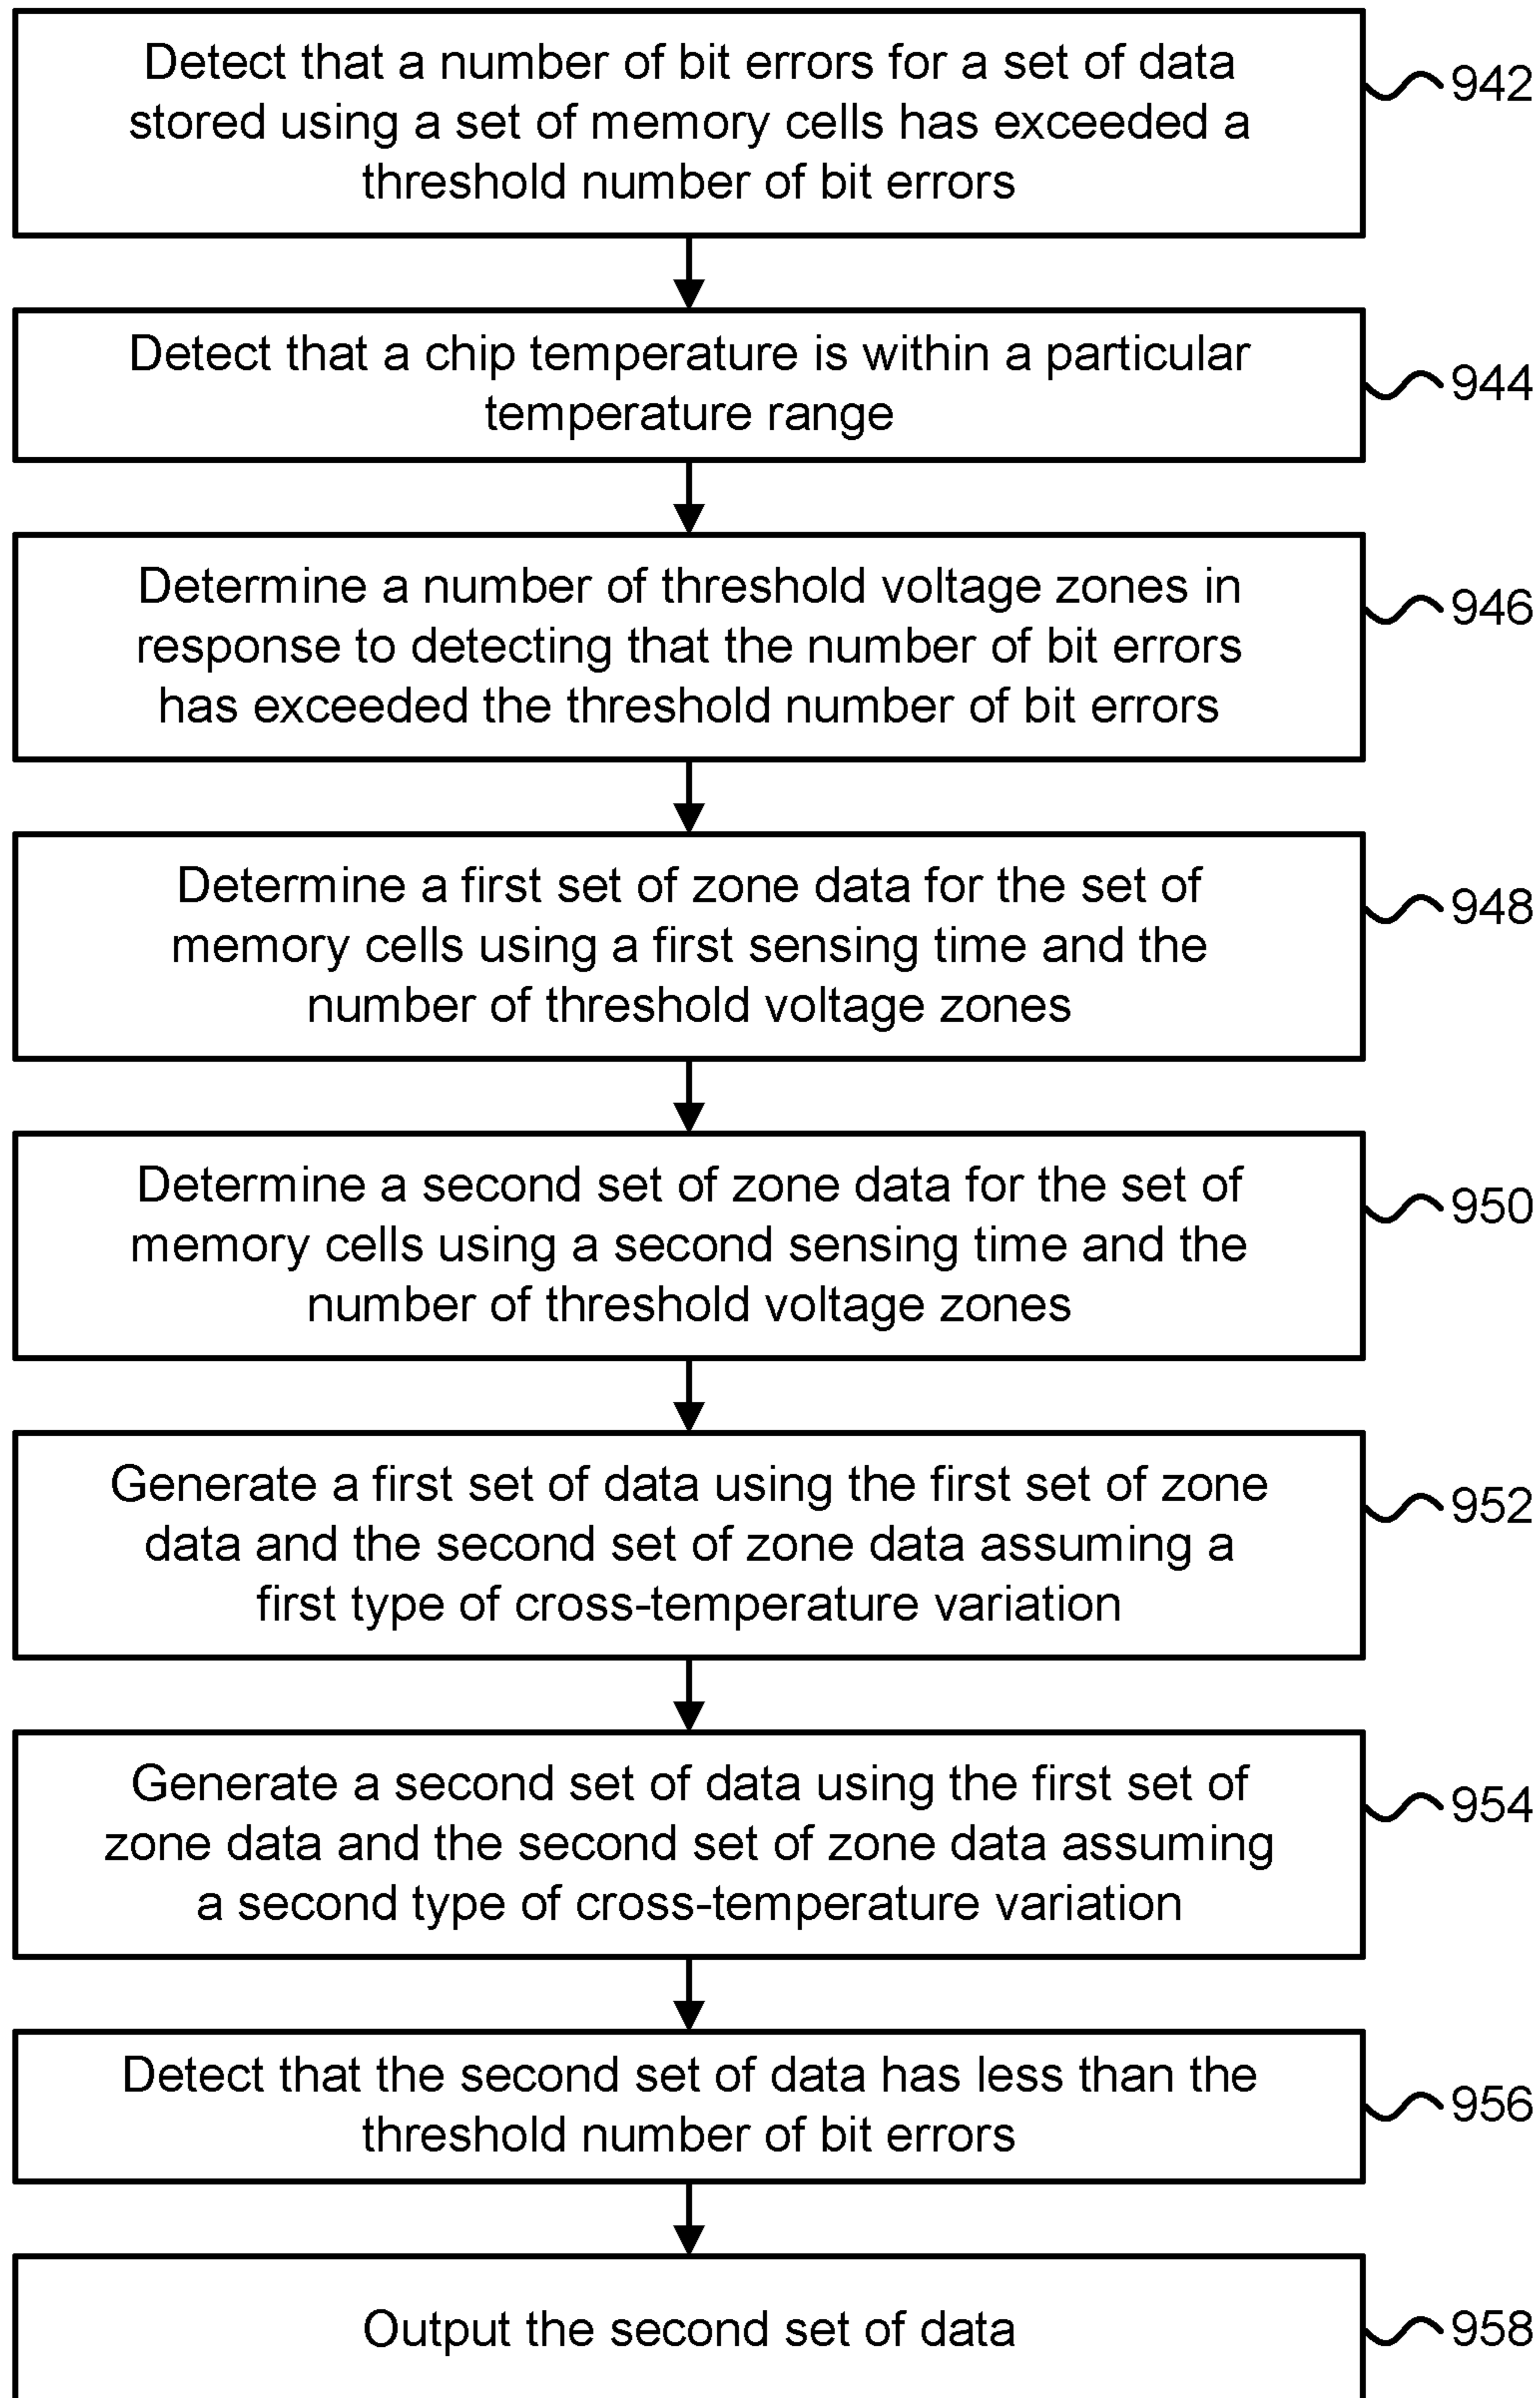 Detect that a number of bit errors for a set of data
stored using a set of memory cells has exceeded a
threshold number of bit errors
942
Detect that a chip temperature is within a particular
temperature range
944
Determine a number of threshold voltage zones in
response to detecting that the number of bit errors
has exceeded the threshold number of bit errors
946
Determine a first set of zone data for the set of
memory cells using a first sensing time and the
number of threshold voltage zones
948
Determine a second set of zone data for the set of
memory cells using a second sensing time and the
number of threshold voltage zones
950
Generate a first set of data using the first set of zone
data and the second set of zone data assuming a
first type of cross-temperature variation
952
Generate a second set of data using the first set of
zone data and the second set of zone data assuming
a second type of cross-temperature variation
954
Detect that the second set of data has less than the
threshold number of bit errors
956
Output the second set of data
958